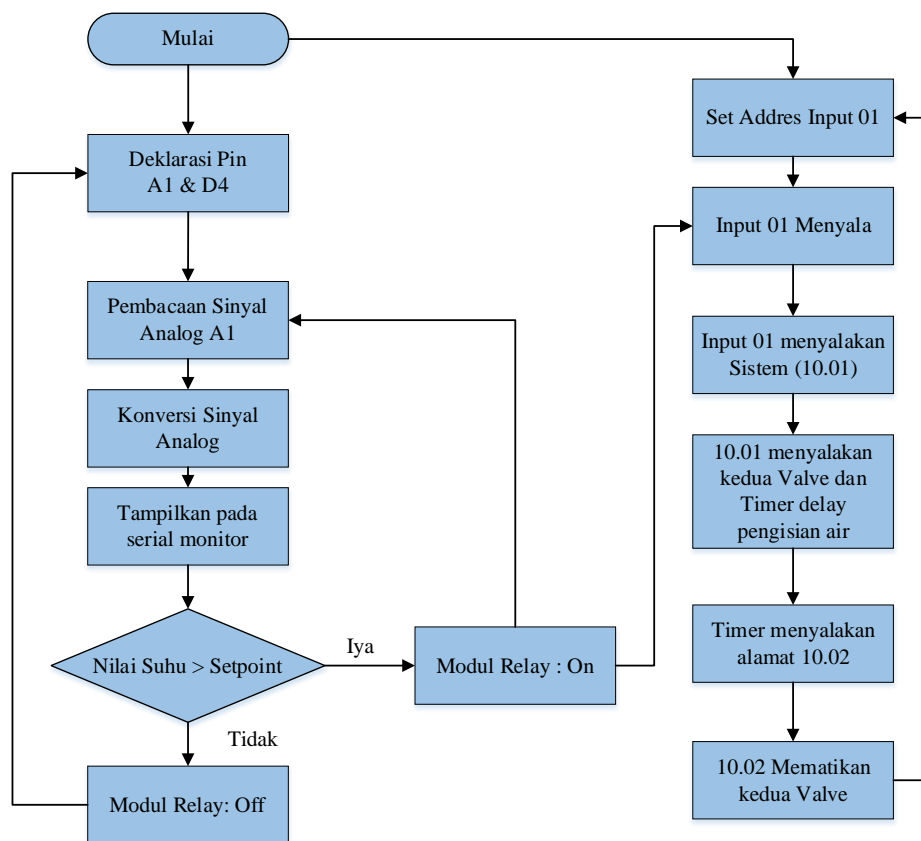 Mulai
Deklarasi Pin
A1 & D4
Pembacaan Sinyal
Analog A1
Konversi Sinyal
Analog
Tampilkan pada
serial monitor
Nilai Suhu > Setpoint
Iya
Tidak
Modul Relay : On
Modul Relay: Off
Set Addres Input 01
Input 01 Menyala
Input 01 menyalakan
Sistem (10.01)
10.01 menyalakan
kedua Valve dan
Timer delay
pengisian air
Timer menyalakan
alamat 10.02
10.02 Mematikan
kedua Valve